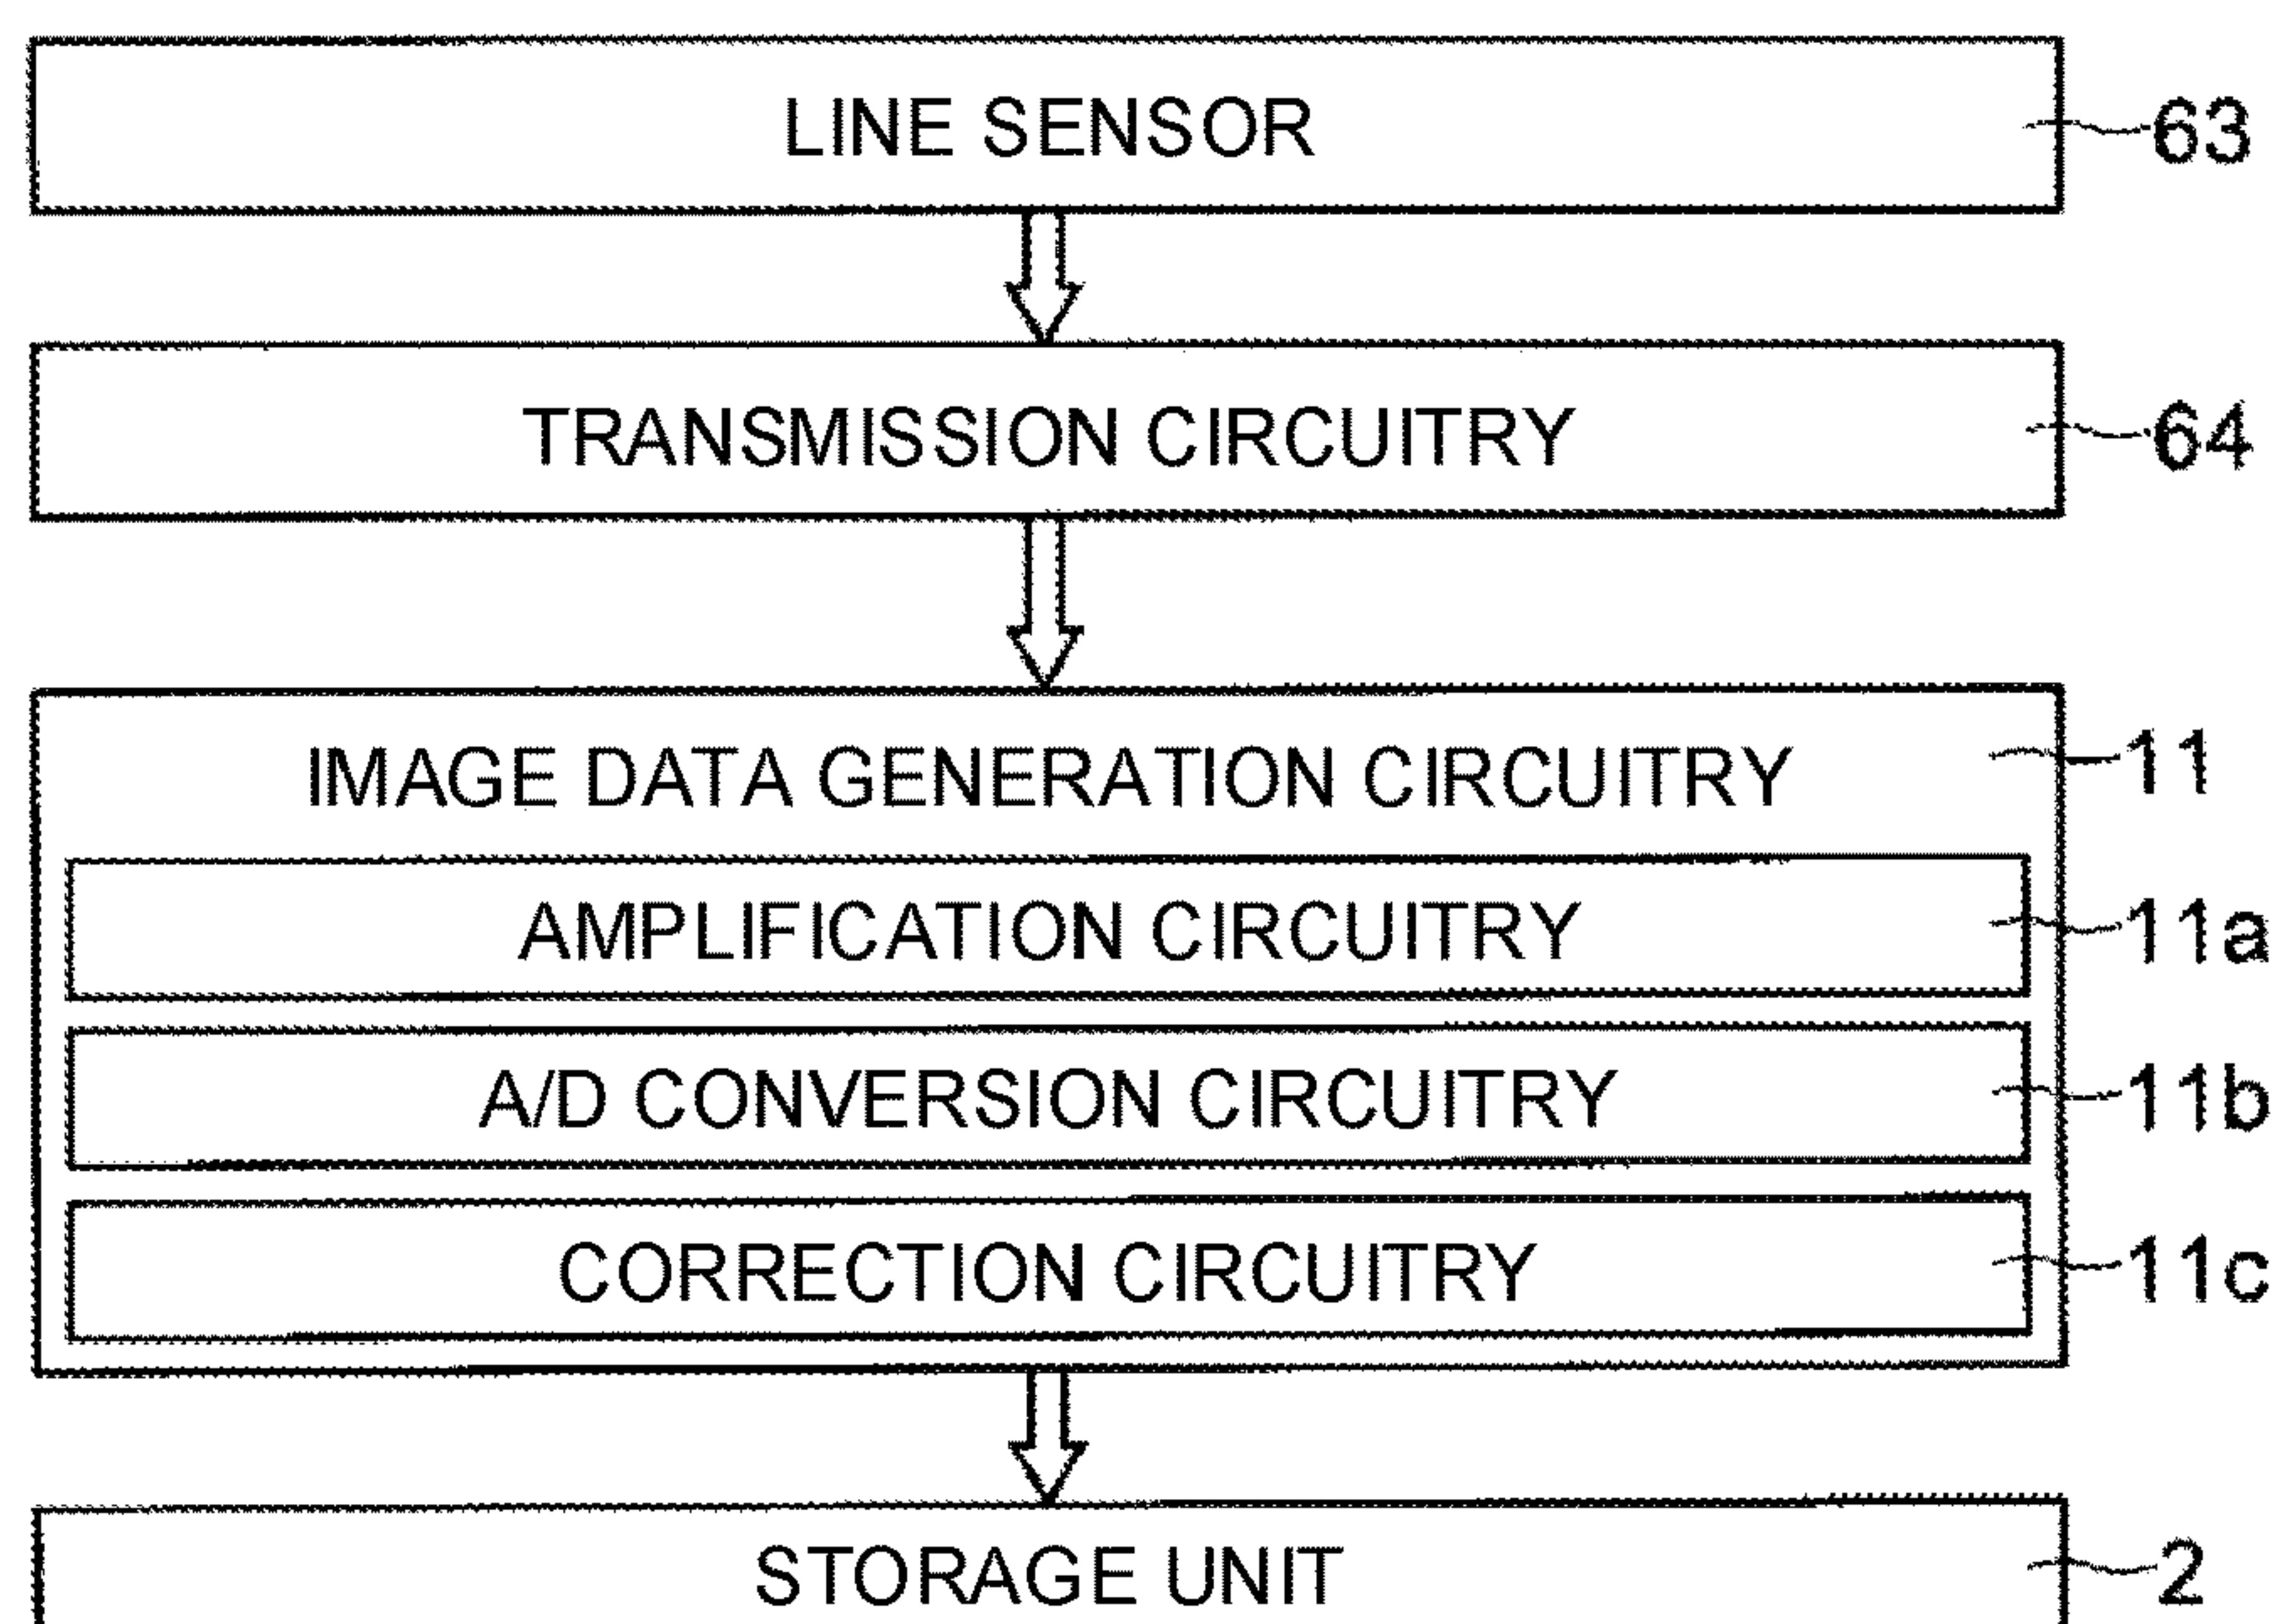 LINE SENSOR 63
TRANSMISSION CIRCUITRY 64
IMAGE DATA GENERATION CIRCUITRY 11
AMPLIFICATION CIRCUITRY 11a
A/D CONVERSION CIRCUITRY 11b
CORRECTION CIRCUITRY 11c
STORAGE UNIT 2